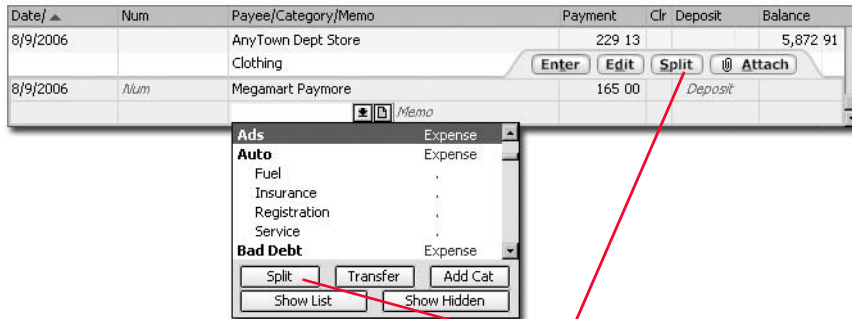 Date/ Num Payee/Category/Memo Payment Clr Deposit Balance
8/9/2006 AnyTown Dept Store 229 13 5,872 91
Clothing
Enter Edit Split Attach
8/9/2006 Num Megamart Paymore 165 00 Deposit
Memo
Ads Expense
Auto Expense
Fuel .
Insurance .
Registration .
Service .
Bad Debt Expense
Split Transfer Add Cat
Show List Show Hidden